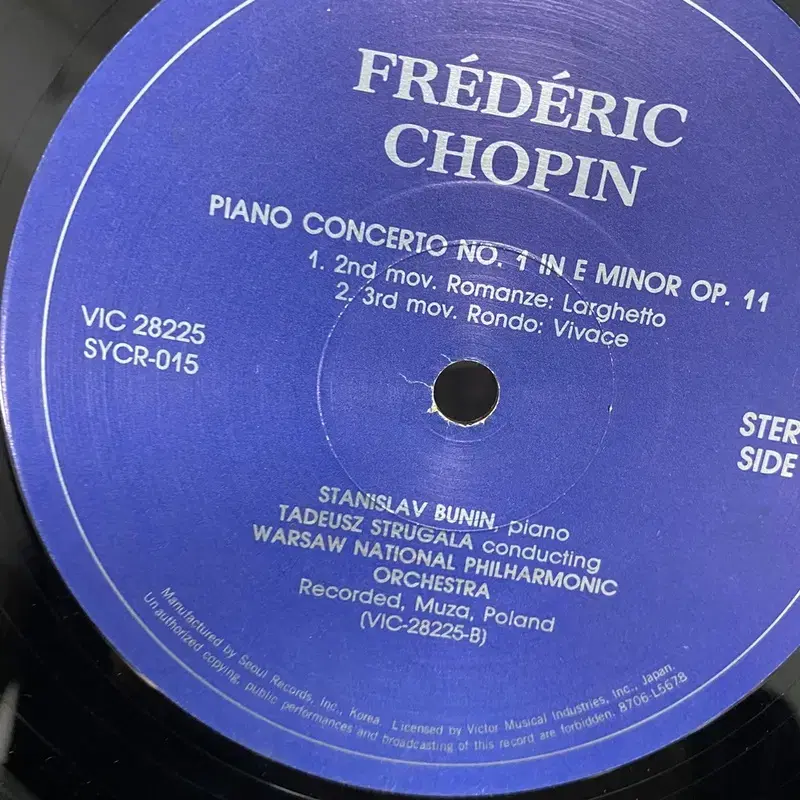 FRÉDÉRIC
CHOPIN
PIANO CONCERTO NO. 1 IN E MINOR OP. 11
1. 2nd mov. Romanze: Larghetto
2. 3rd mov. Rondo: Vivace
VIC 28225
SYCR-015
STER
SIDE
STANISLAV BUNIN, piano
TADEUSZ STRUGALA conducting
WARSAW NATIONAL PHILHARMONIC
ORCHESTRA
Recorded, Muza, Poland
(VIC-28225-B)
Manufactured by Seoul Records, Inc., Korea. Licensed by Victor Musical Industries, Inc., Japan.
Unauthorized copying, public performances and broadcasting of this record are forbidden. 8706-L5678